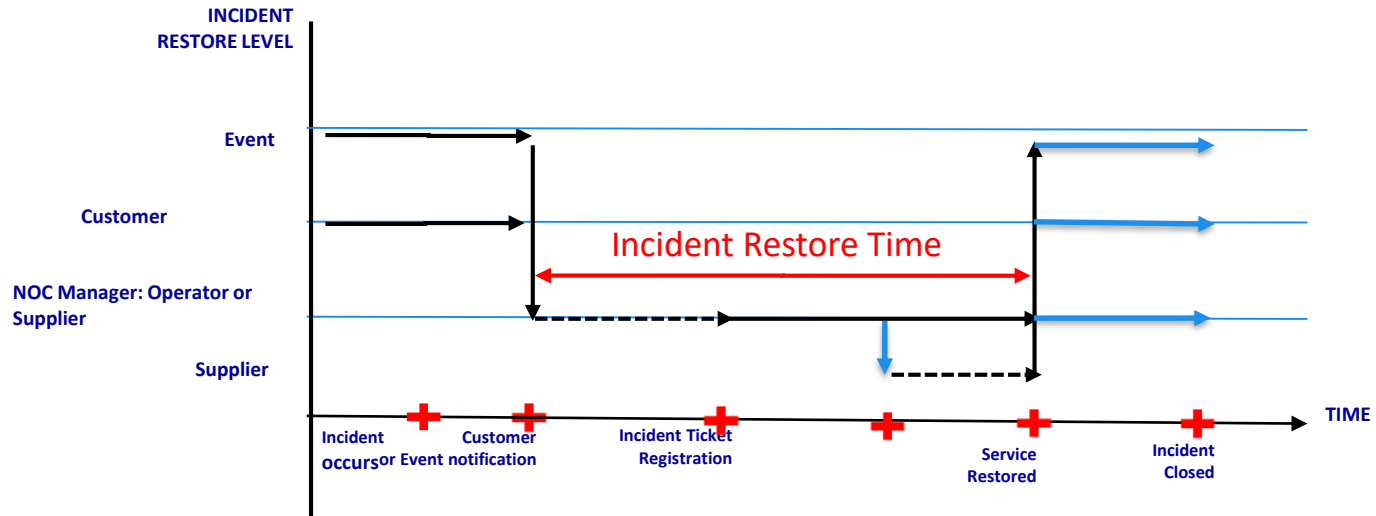 INCIDENT
RESTORE LEVEL
Event
Customer
Incident Restore Time
NOC Manager: Operator or
Supplier
Supplier
TIME
Incident
occurs
Customer
or Event notification
Incident Ticket
Registration
Service
Restored
Incident
Closed